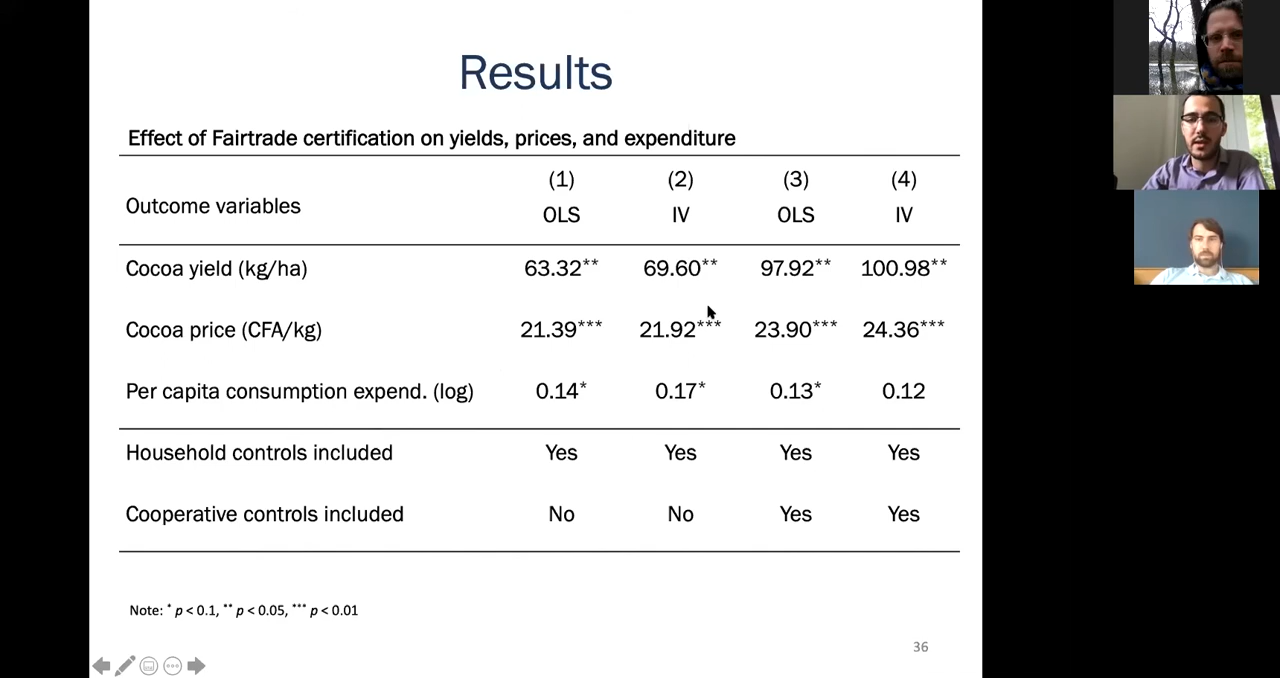 Results
Effect of Fairtrade certification on yields, prices, and expenditure
Outcome variables
(1) (2) (3) (4)
OLS IV OLS IV
Cocoa yield (kg/ha) 63.32** 69.60** 97.92** 100.98**
Cocoa price (CFA/kg) 21.39*** 21.92*** 23.90*** 24.36***
Per capita consumption expend. (log) 0.14* 0.17* 0.13* 0.12
Household controls included Yes Yes Yes Yes
Cooperative controls included No No Yes Yes
Note: * p < 0.1, ** p < 0.05, *** p < 0.01
36